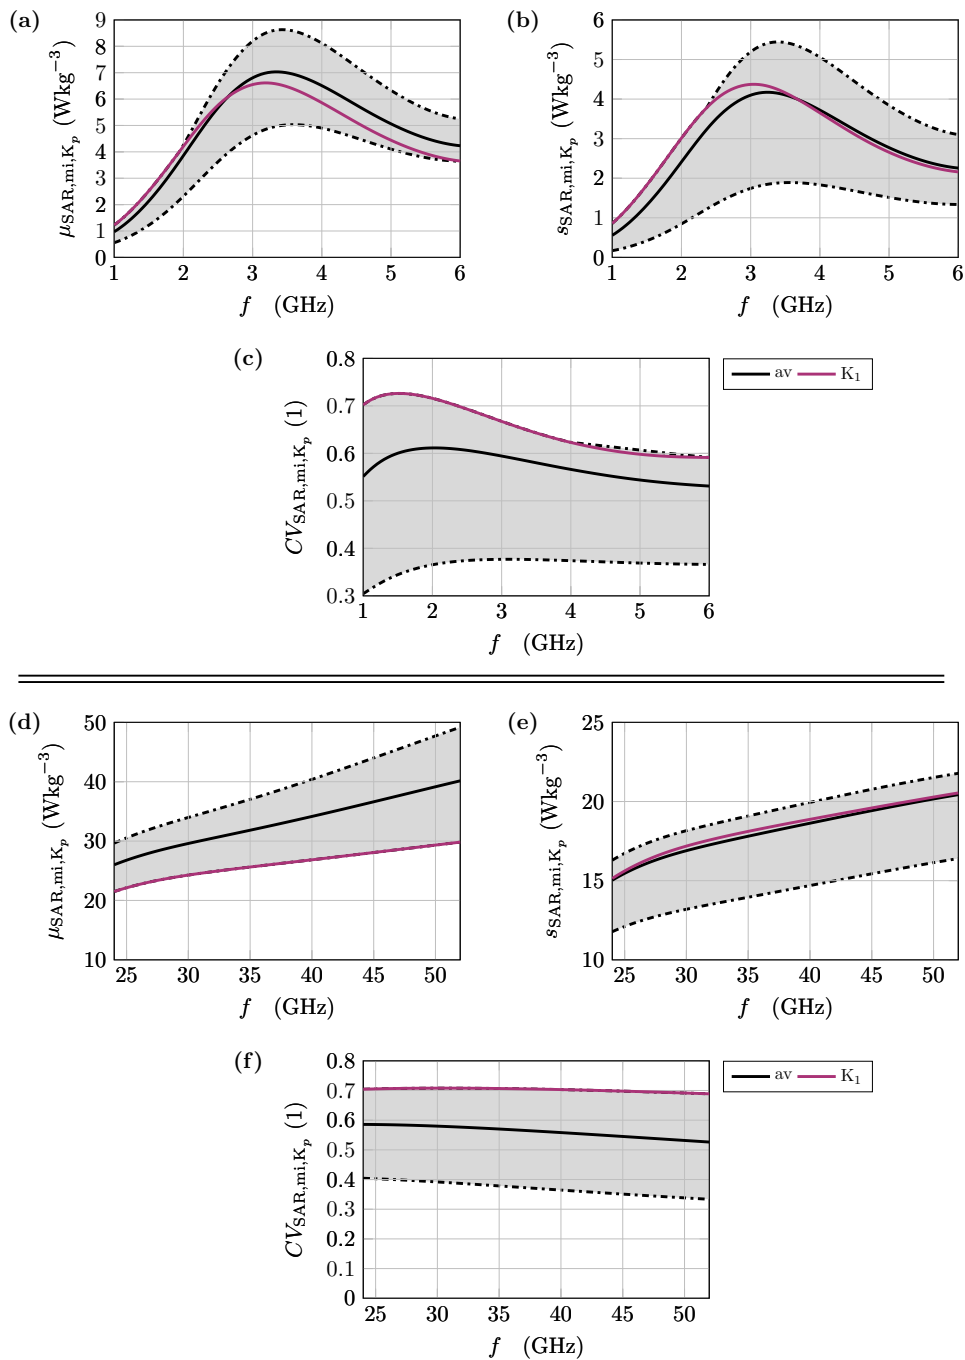 (a)
μSAR,mi,Kp (Wkg−3)
9
8
7
6
5
4
3
2
1
0
1 2 3 4 5 6
f (GHz)
(b)
sSAR,mi,Kp (Wkg−3)
6
5
4
3
2
1
0
1 2 3 4 5 6
f (GHz)
(c)
CVSAR,mi,Kp (1)
0.8
0.7
0.6
0.5
0.4
0.3
1 2 3 4 5 6
f (GHz)
av K1
(d)
μSAR,mi,Kp (Wkg−3)
50
40
30
20
10
25 30 35 40 45 50
f (GHz)
(e)
sSAR,mi,Kp (Wkg−3)
25
20
15
10
25 30 35 40 45 50
f (GHz)
(f)
CVSAR,mi,Kp (1)
0.8
0.7
0.6
0.5
0.4
0.3
0.2
0.1
0
25 30 35 40 45 50
f (GHz)
av K1